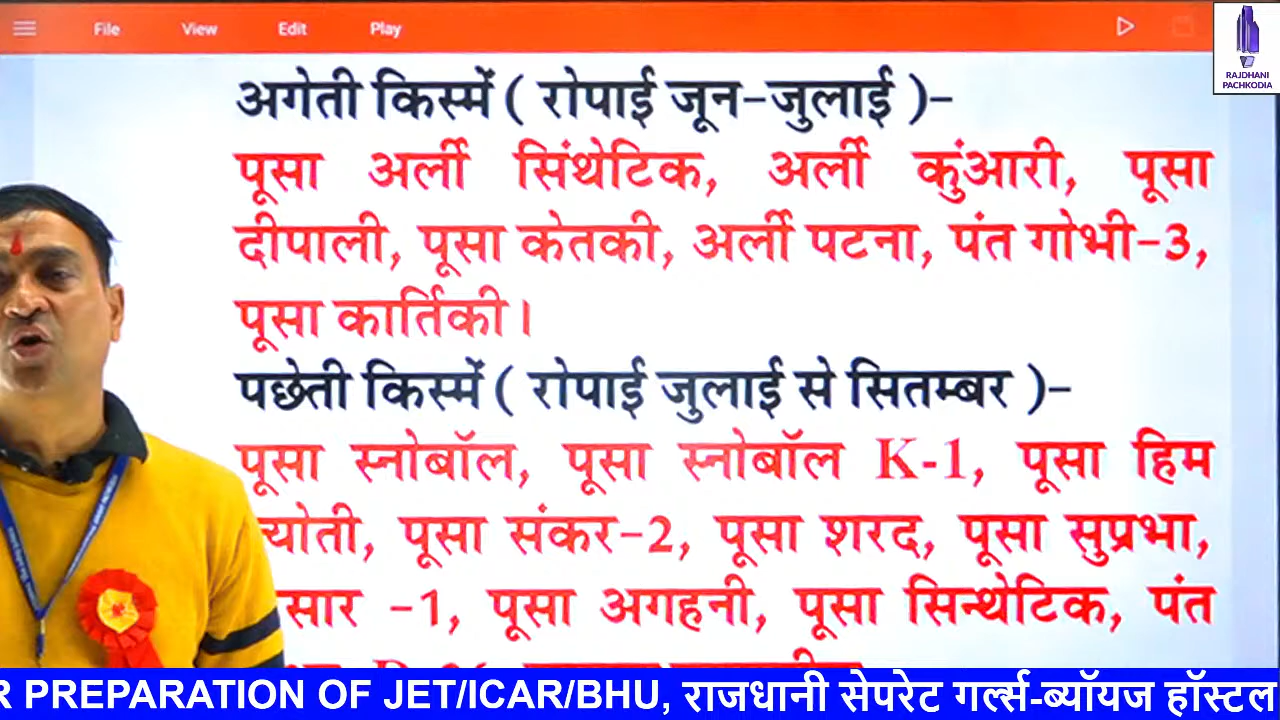 File View Edit Play
RAJDHANI
PACHKODIA
अगेती किस्में ( रोपाई जून-जुलाई )-
पूसा अर्ली सिंथेटिक, अर्ली कुंआरी, पूसा
दीपाली, पूसा केतकी, अर्ली पटना, पंत गोभी-3,
पूसा कार्तिकी।
पछेती किस्में ( रोपाई जुलाई से सितम्बर )-
पूसा स्नोबॉल, पूसा स्नोबॉल K-1, पूसा हिम
पूसा संकर-2, पूसा शरद, पूसा सुप्रभा,
-1, पूसा अगहनी, पूसा सिन्थेटिक, पंत
R PREPARATION OF JET/ICAR/BHU, राजधानी सेपरेट गर्ल्स-ब्यॉयज हॉस्टल